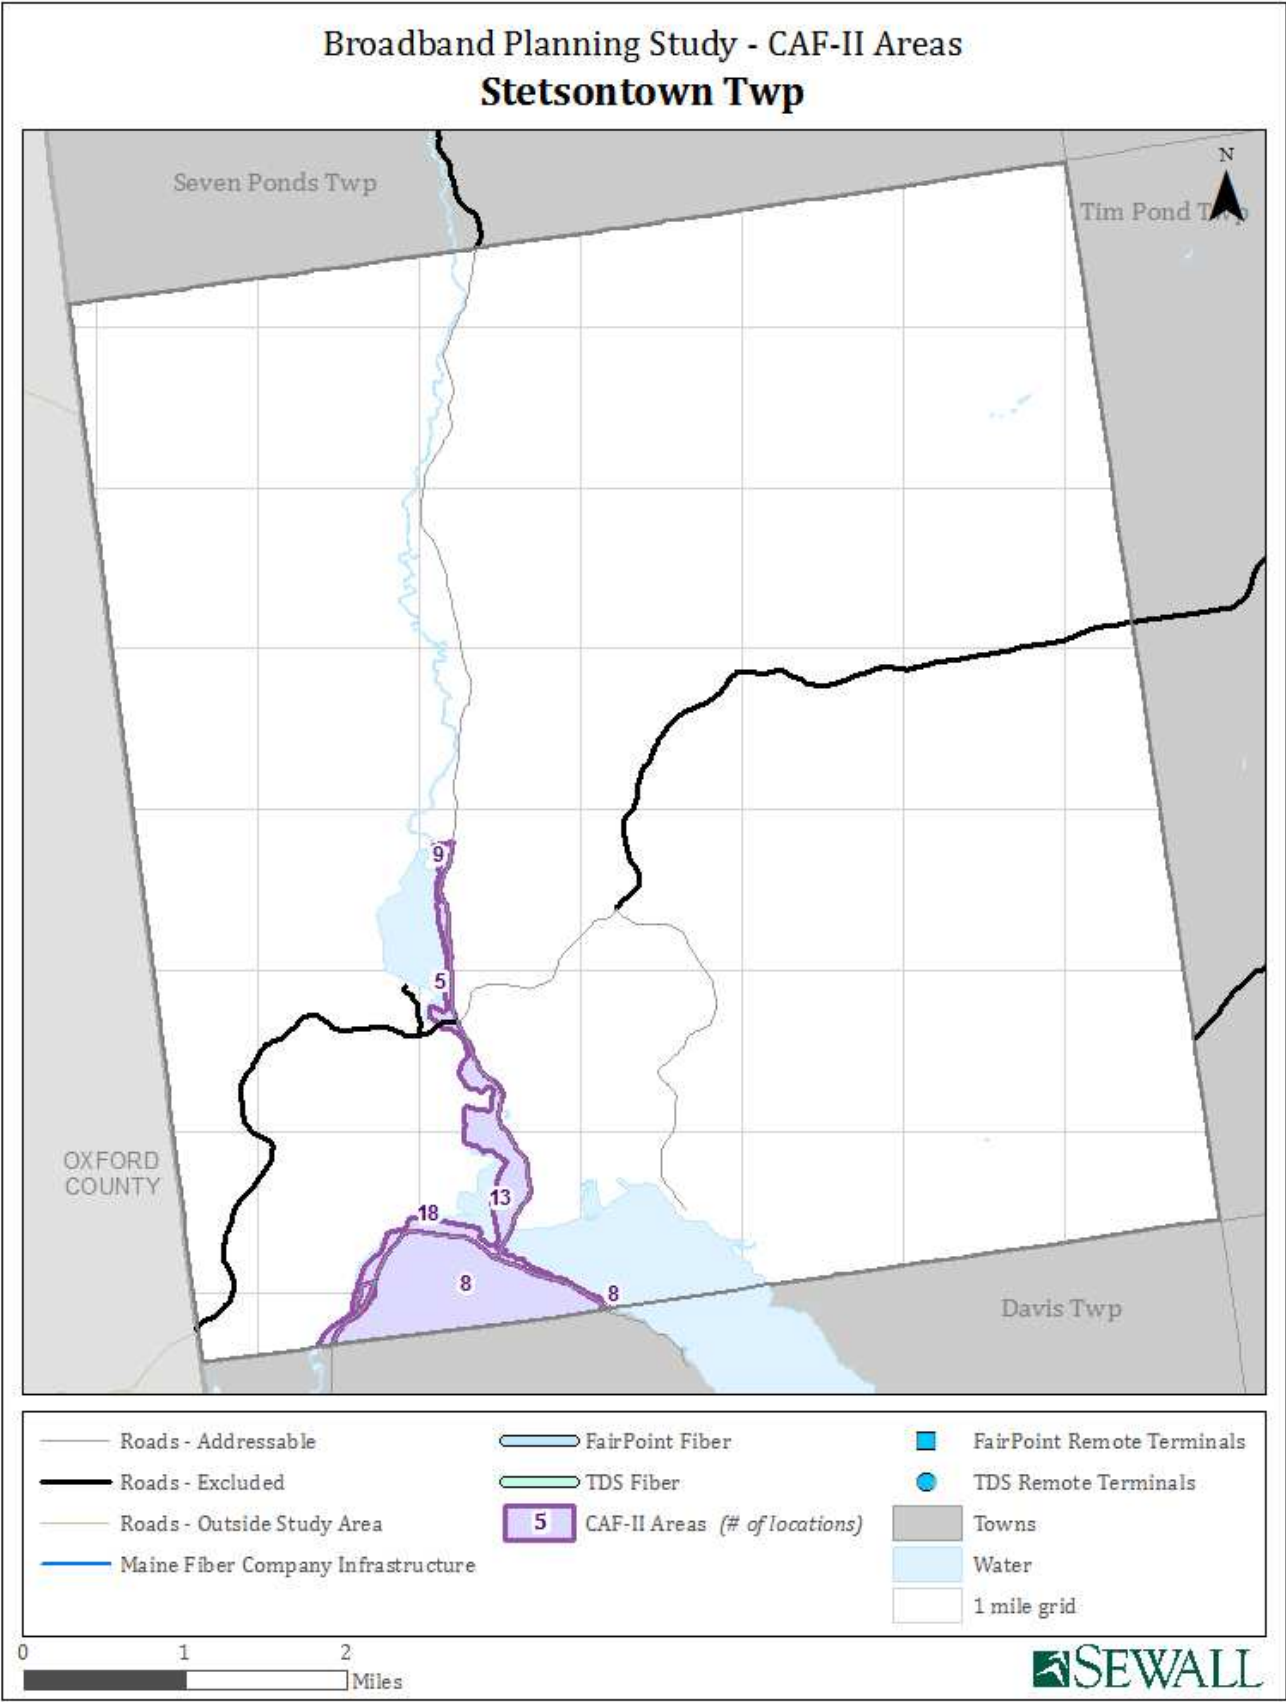 Broadband Planning Study - CAF-II Areas
Stetsontown Twp
N
Seven Ponds Twp
Tim Pond Twp
9
5
OXFORD
COUNTY
13
18
8
8
Davis Twp
Roads - Addressable
Roads - Excluded
Roads - Outside Study Area
Maine Fiber Company Infrastructure
FairPoint Fiber
TDS Fiber
5 CAF-II Areas (# of locations)
FairPoint Remote Terminals
TDS Remote Terminals
Towns
Water
1 mile grid
0 1 2
Miles
SEWALL